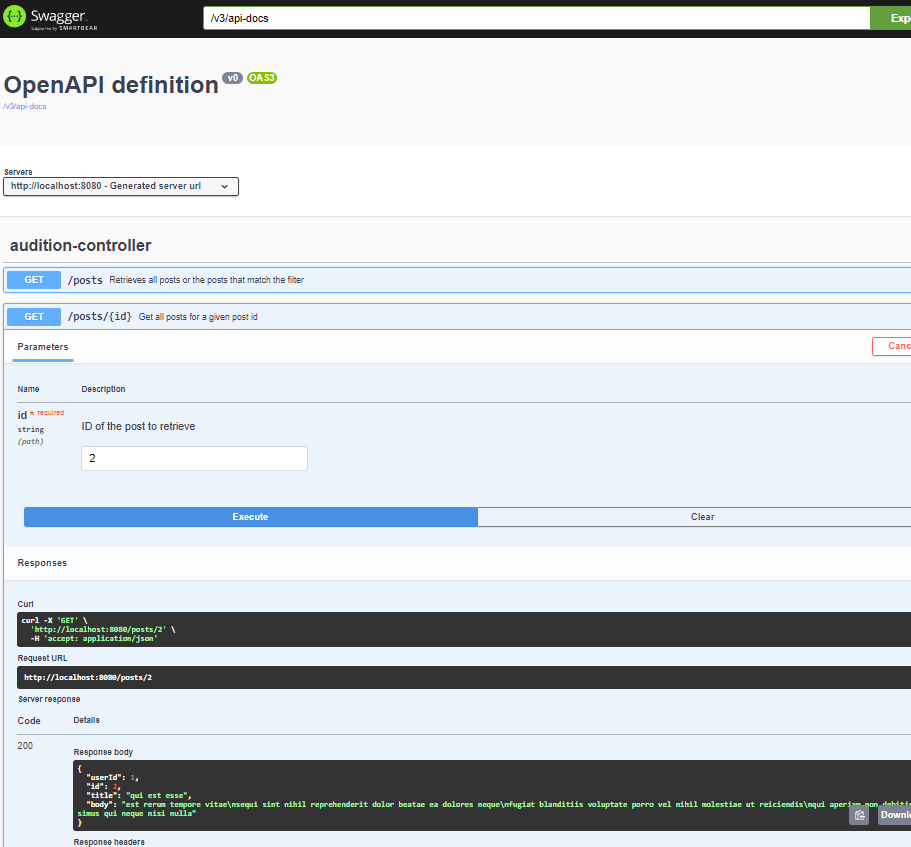 Swagger
Supported by SMARTBEAR
/v3/api-docs
Exp
OpenAPI definition v0 OAS3
/v3/api-docs
Servers
http://localhost:8080 - Generated server url
audition-controller
GET /posts Retrieves all posts or the posts that match the filter
GET /posts/{id} Get all posts for a given post id
Parameters
Canc
Name Description
id * required
string
(path)
ID of the post to retrieve
2
Execute Clear
Responses
Curl
curl -X 'GET' \
'http://localhost:8080/posts/2' \
-H 'accept: application/json'
Request URL
http://localhost:8080/posts/2
Server response
Code Details
200
Response body
{
"userId": 1,
"id": 2,
"title": "qui est esse",
"body": "est rerum tempore vitae\nsequi sint nihil reprehenderit dolor beatae ea dolores neque\nfugiat blanditiis voluptate porro vel nihil molestiae ut reiciendis\nqui aperiam non debitis
simus qui neque nisi nulla"
}
Downlo
Response headers